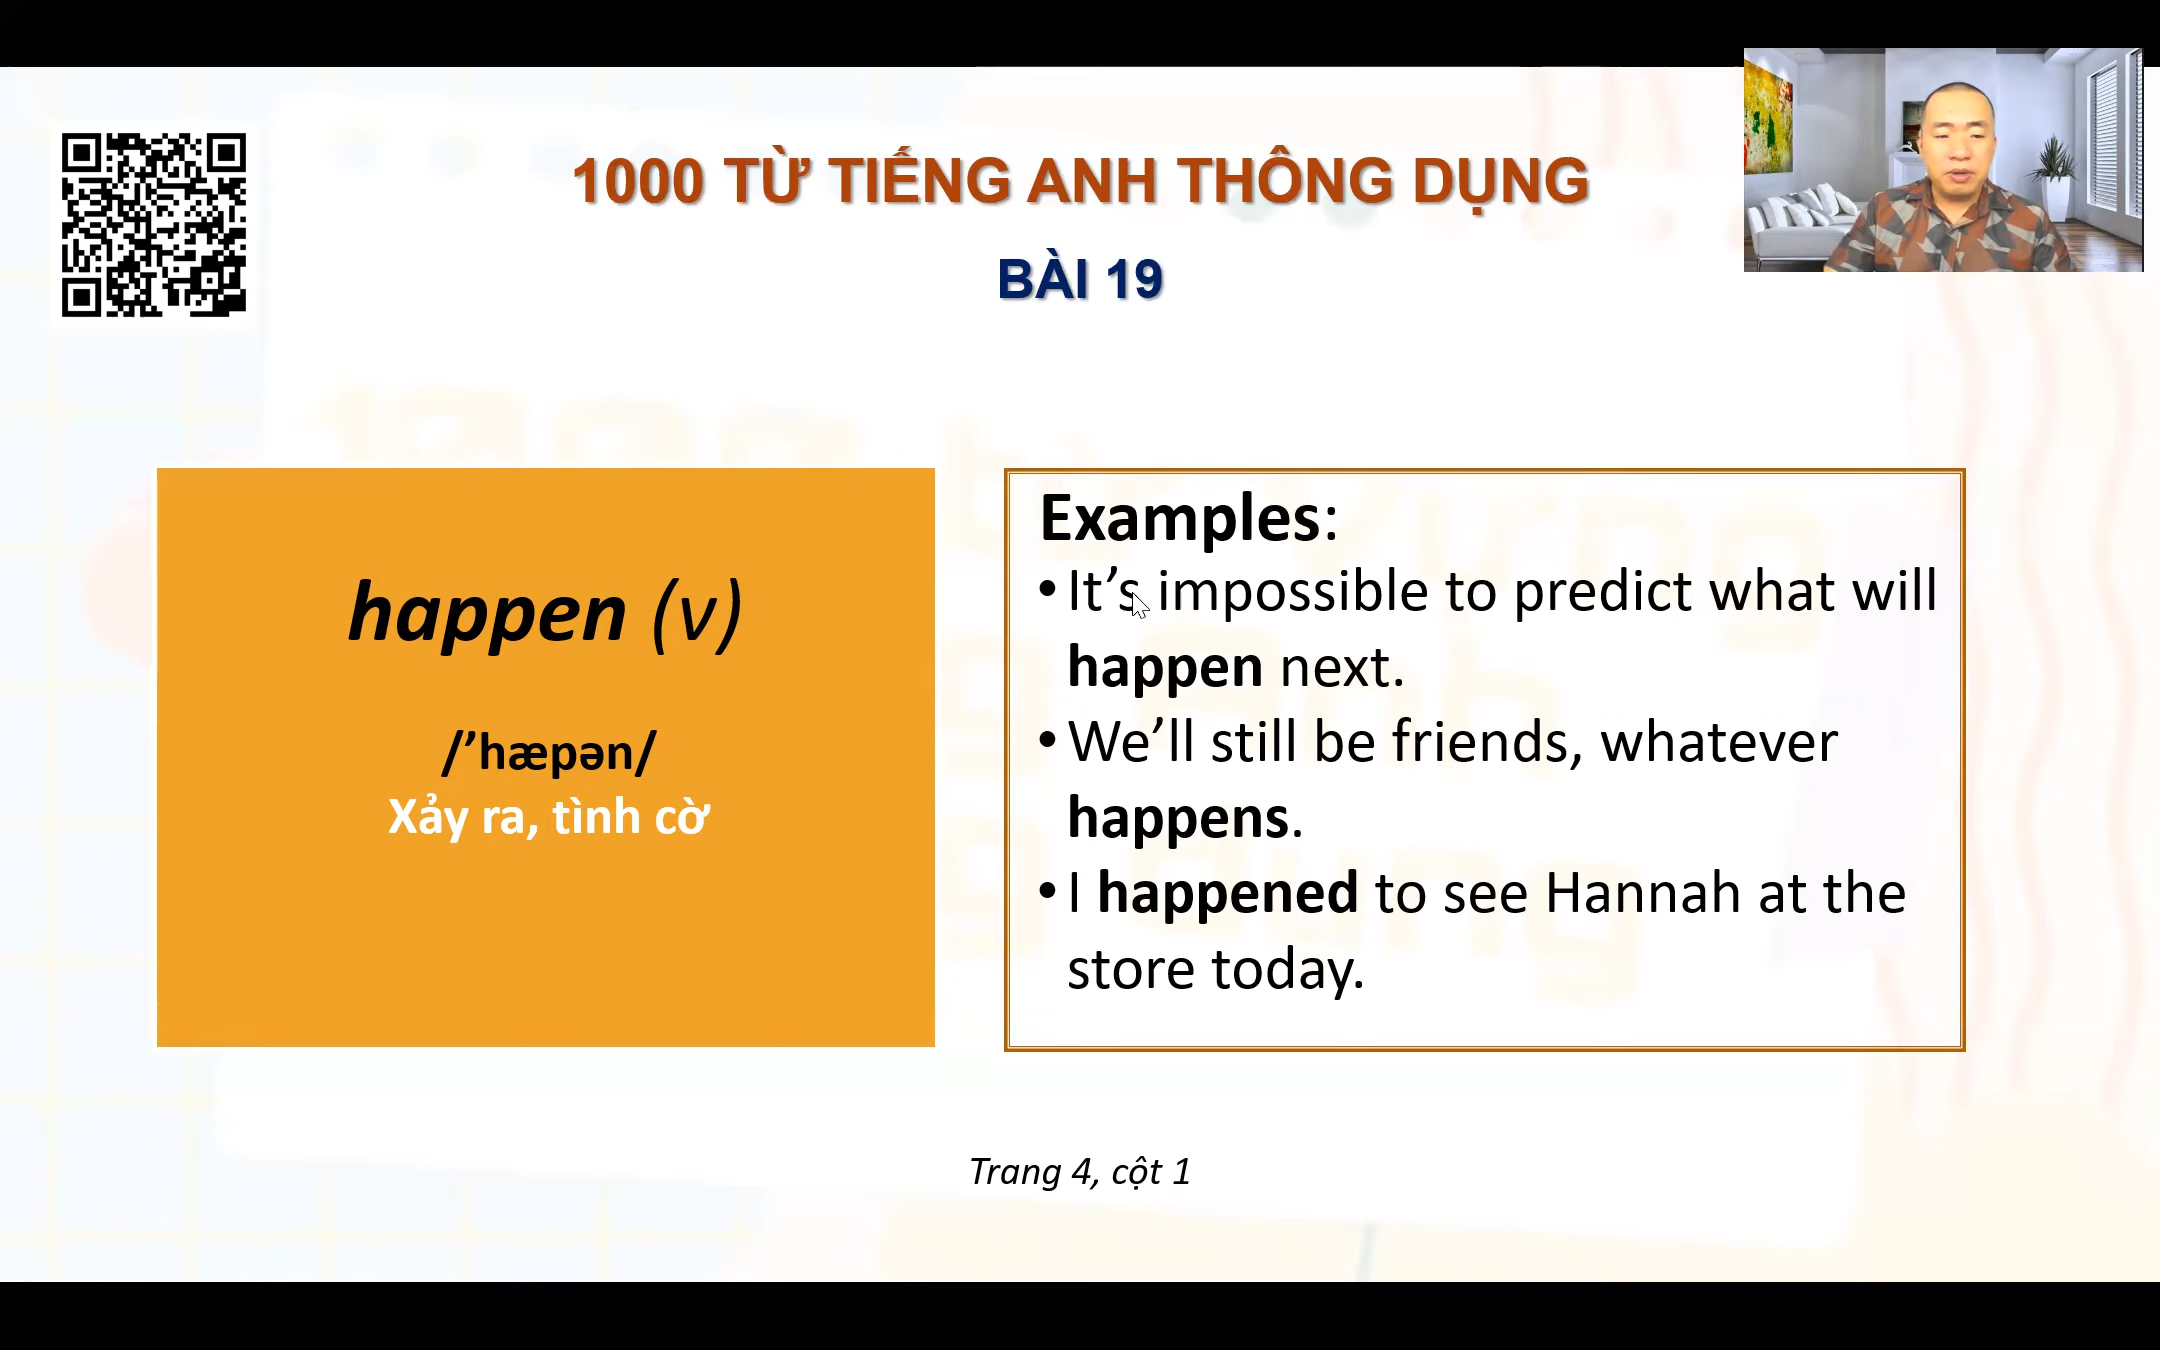 1000 TỪ TIẾNG ANH THÔNG DỤNG
BÀI 19
happen (v)
/’hæpən/
Xảy ra, tình cờ
Examples:
•It’s impossible to predict what will
happen next.
•We’ll still be friends, whatever
happens.
•I happened to see Hannah at the
store today.
Trang 4, cột 1